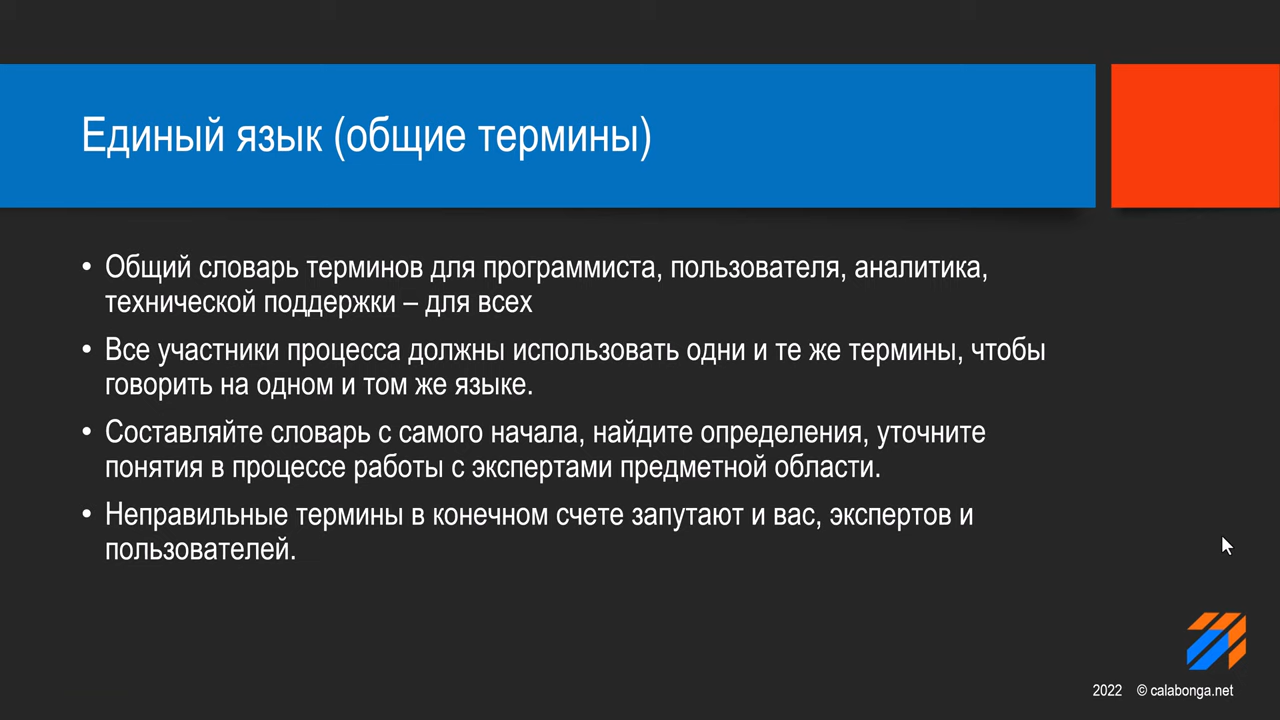 Единый язык (общие термины)
• Общий словарь терминов для программиста, пользователя, аналитика,
технической поддержки – для всех
• Все участники процесса должны использовать одни и те же термины, чтобы
говорить на одном и том же языке.
• Составляйте словарь с самого начала, найдите определения, уточните
понятия в процессе работы с экспертами предметной области.
• Неправильные термины в конечном счете запутают и вас, экспертов и
пользователей.
2022 © calabonga.net